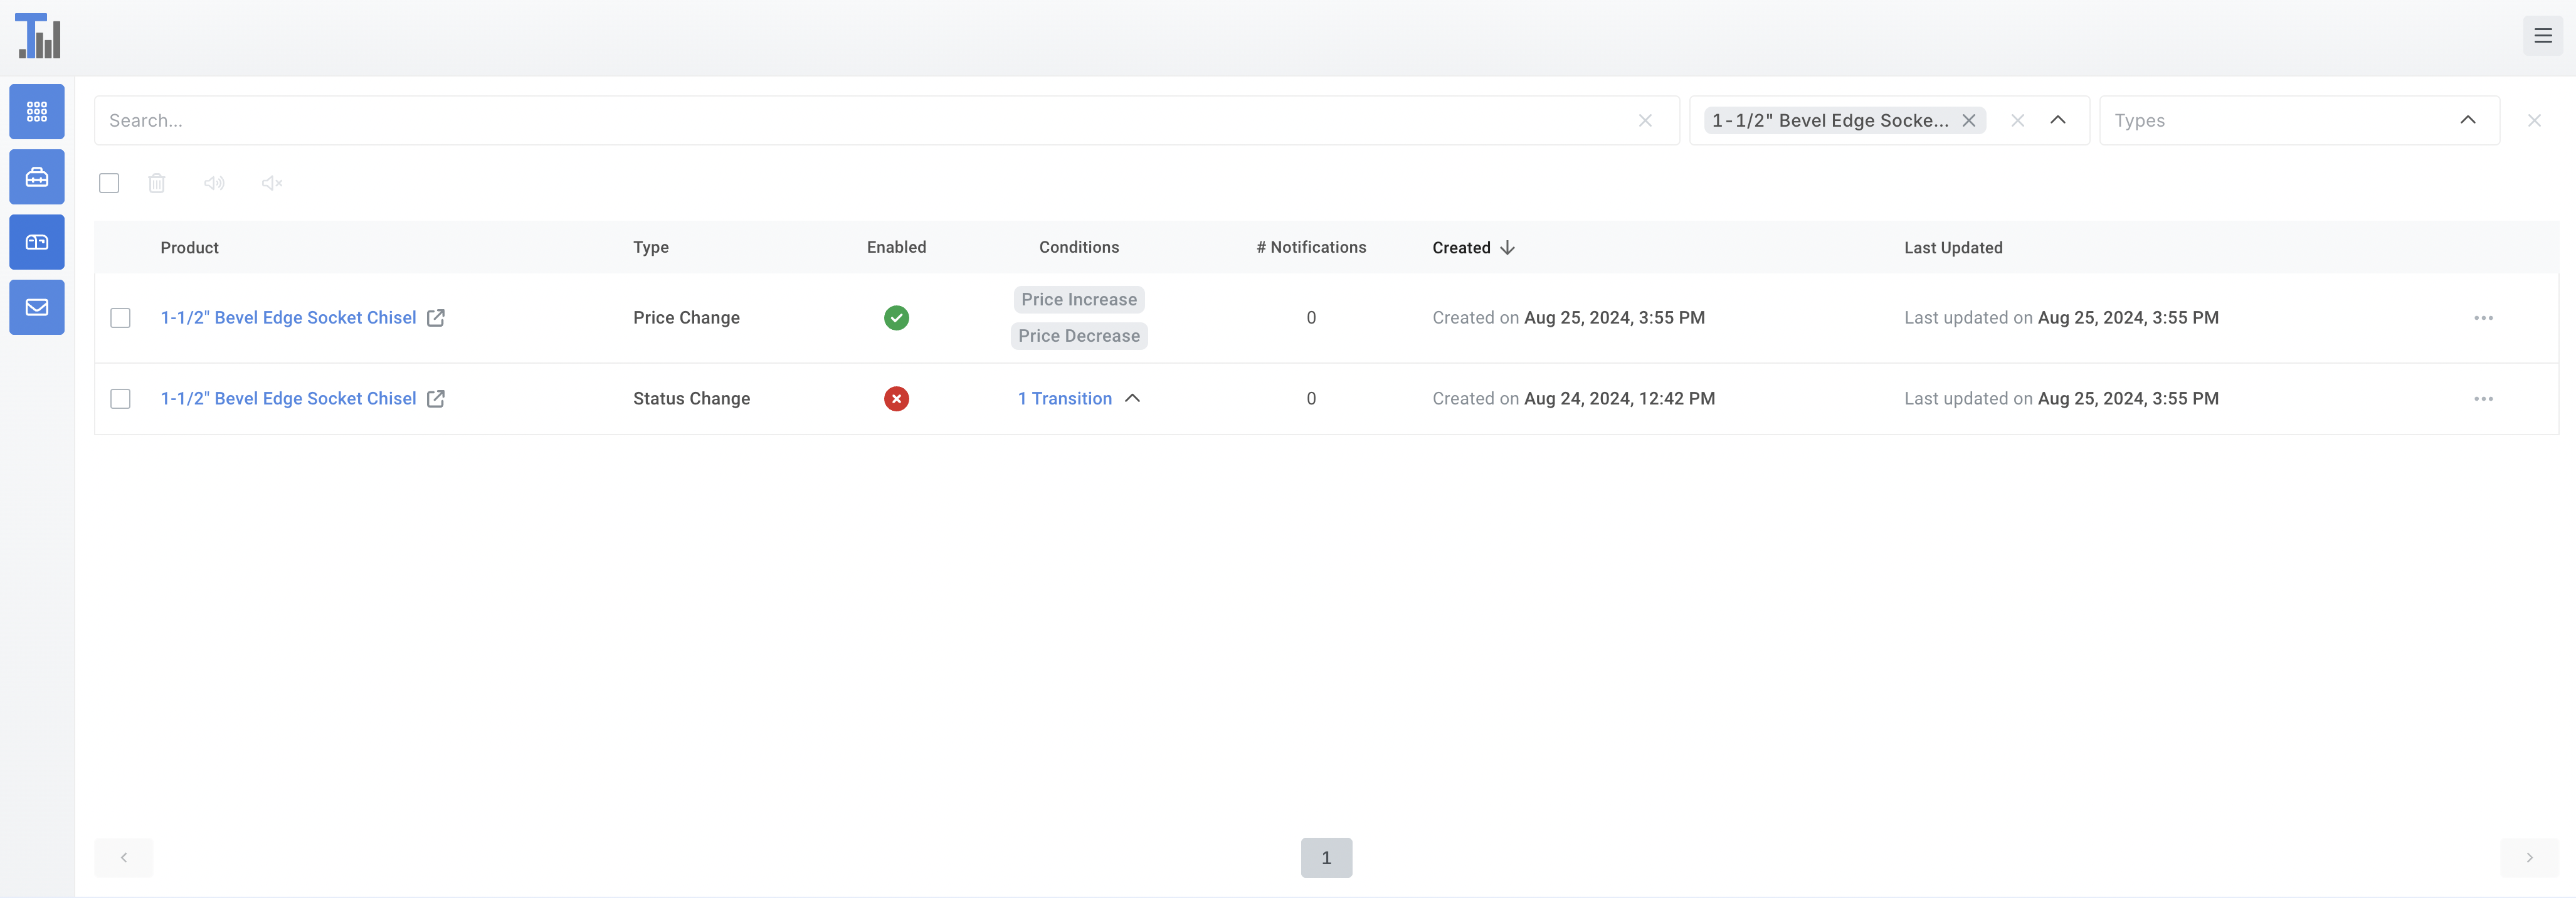 Search...
1-1/2" Bevel Edge Socke...
Types
Product
Type
Enabled
Conditions
# Notifications
Created
Last Updated
1-1/2" Bevel Edge Socket Chisel
Price Change
Price Increase
Price Decrease
0
Created on Aug 25, 2024, 3:55 PM
Last updated on Aug 25, 2024, 3:55 PM
1-1/2" Bevel Edge Socket Chisel
Status Change
1 Transition
0
Created on Aug 24, 2024, 12:42 PM
Last updated on Aug 25, 2024, 3:55 PM
1